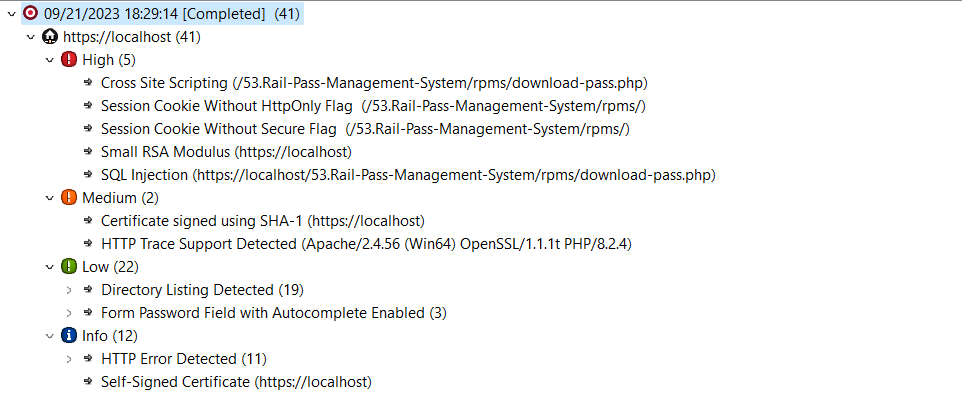 09/21/2023 18:29:14 [Completed] (41)
https://localhost (41)
High (5)
Cross Site Scripting (/53.Rail-Pass-Management-System/rpms/download-pass.php)
Session Cookie Without HttpOnly Flag (/53.Rail-Pass-Management-System/rpms/)
Session Cookie Without Secure Flag (/53.Rail-Pass-Management-System/rpms/)
Small RSA Modulus (https://localhost)
SQL Injection (https://localhost/53.Rail-Pass-Management-System/rpms/download-pass.php)
Medium (2)
Certificate signed using SHA-1 (https://localhost)
HTTP Trace Support Detected (Apache/2.4.56 (Win64) OpenSSL/1.1.1t PHP/8.2.4)
Low (22)
Directory Listing Detected (19)
Form Password Field with Autocomplete Enabled (3)
Info (12)
HTTP Error Detected (11)
Self-Signed Certificate (https://localhost)